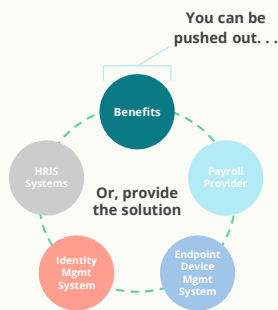 You can be
pushed out. . .
Benefits
HRIS
Systems
Payroll
Provider
Or, provide
the solution
Identity
Mgmt
System
Endpoint
Device
Mgmt
System